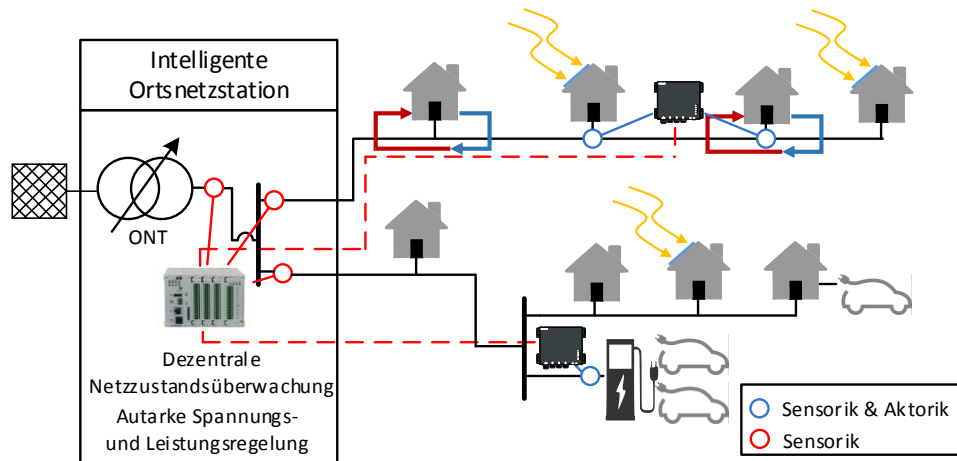 Intelligente
Ortsnetzstation
ONT
Dezentrale
Netzzustandsüberwachung
Autarke Spannungs-
und Leistungsregelung
Sensorik & Aktorik
Sensorik